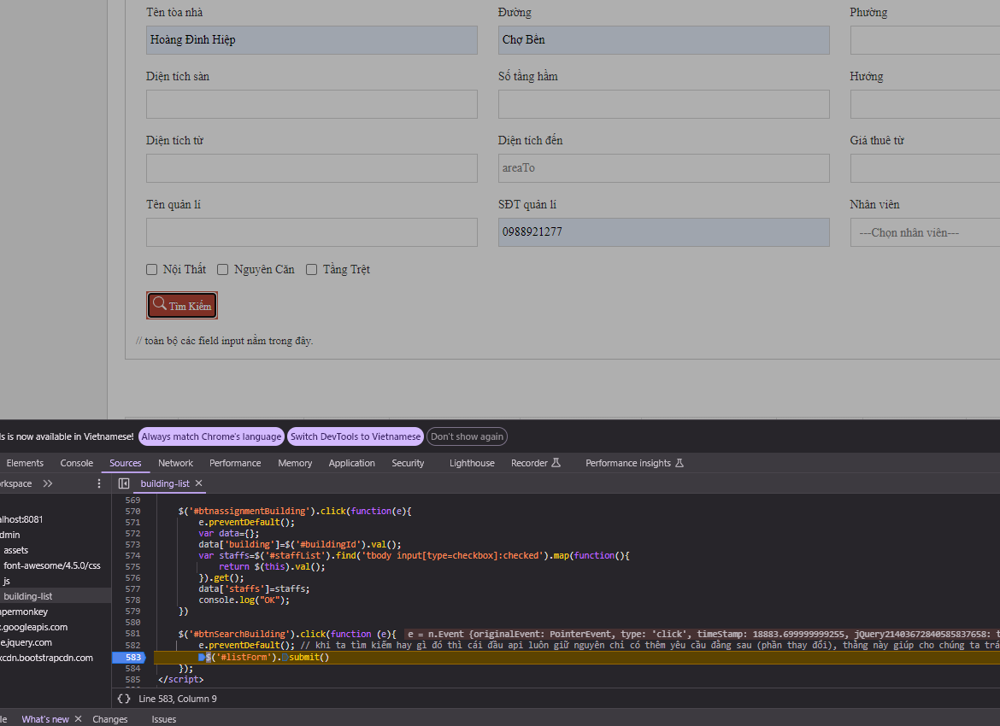 Tên tòa nhà
Đường
Phường
Hoàng Đình Hiệp
Chợ Bến
Diện tích sàn
Số tầng hầm
Hướng
Diện tích từ
Diện tích đến
Giá thuê từ
areaTo
Tên quản lí
SĐT quản lí
Nhân viên
0988921277
---Chọn nhân viên---
Nội Thất
Nguyên Căn
Tầng Trệt
Tìm Kiếm
// toàn bộ các field input nằm trong đây.
ls is now available in Vietnamese!
Always match Chrome's language
Switch DevTools to Vietnamese
Don't show again
Elements
Console
Sources
Network
Performance
Memory
Application
Security
Lighthouse
Recorder
Performance insights
rkspace
building-list
alhost:8081
dmin
assets
font-awesome/4.5.0/css
js
building-list
npermonkey
.googleapis.com
e.jquery.com
xcdn.bootstrapcdn.com
569
570 $('#btnassignmentBuilding').click(function(e){
571 e.preventDefault();
572 var data={};
573 data['building']=$('#buildingId').val();
574 var staffs=$('#staffList').find('tbody input[type=checkbox]:checked').map(function(){
575 return $(this).val();
576 }).get();
577 data['staffs']=staffs;
578 console.log("OK");
579 })
580
581 $('#btnSearchBuilding').click(function (e){ e = n.Event {originalEvent: PointerEvent, type: 'click', timeStamp: 18883.699999999255, jQuery21403672840585837658: t
582 e.preventDefault(); // khi ta tìm kiếm hay gì đó thì cái đầu api luôn giữ nguyên chỉ có thêm yêu cầu đằng sau (phần thay đổi), thằng này giúp cho chúng ta trá
583 $('#listForm').submit()
584 });
585 </script>
{} Line 583, Column 9
le
What's new
Changes
Issues